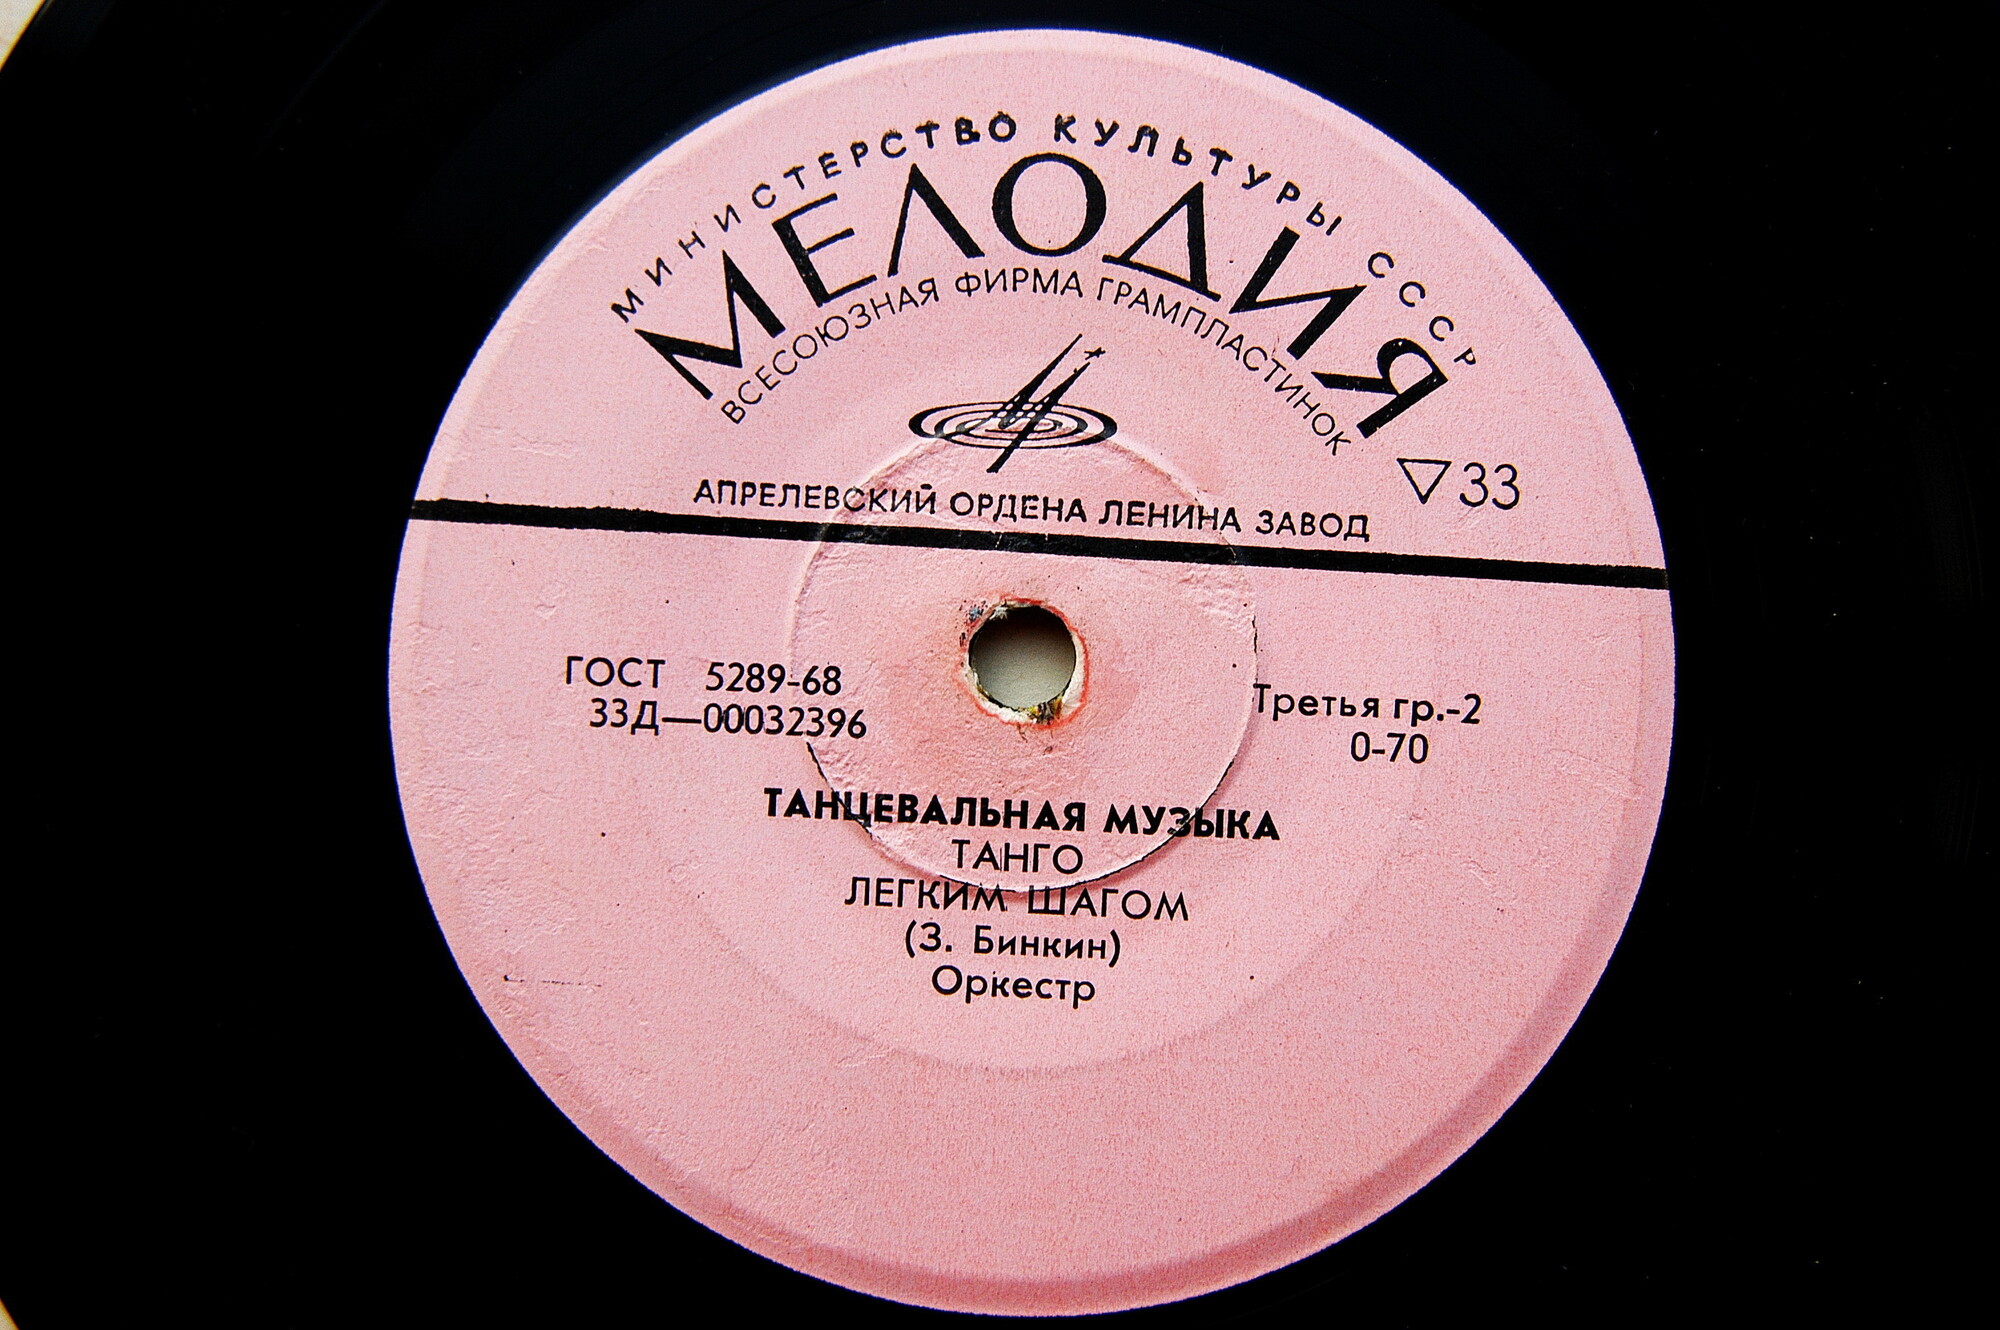 МИНИСТЕРСТВО КУЛЬТУРЫ СССР
МЕЛОДИЯ
ВСЕСОЮЗНАЯ ФИРМА ГРАМПЛАСТИНОК
▽33
АПРЕЛЕВСКИЙ ОРДЕНА ЛЕНИНА ЗАВОД
ГОСТ 5289-68
33Д—00032396
Третья гр.-2
0-70
ТАНЦЕВАЛЬНАЯ МУЗЫКА
ТАНГО
ЛЕГКИМ ШАГОМ
(З. Бинкин)
Оркестр